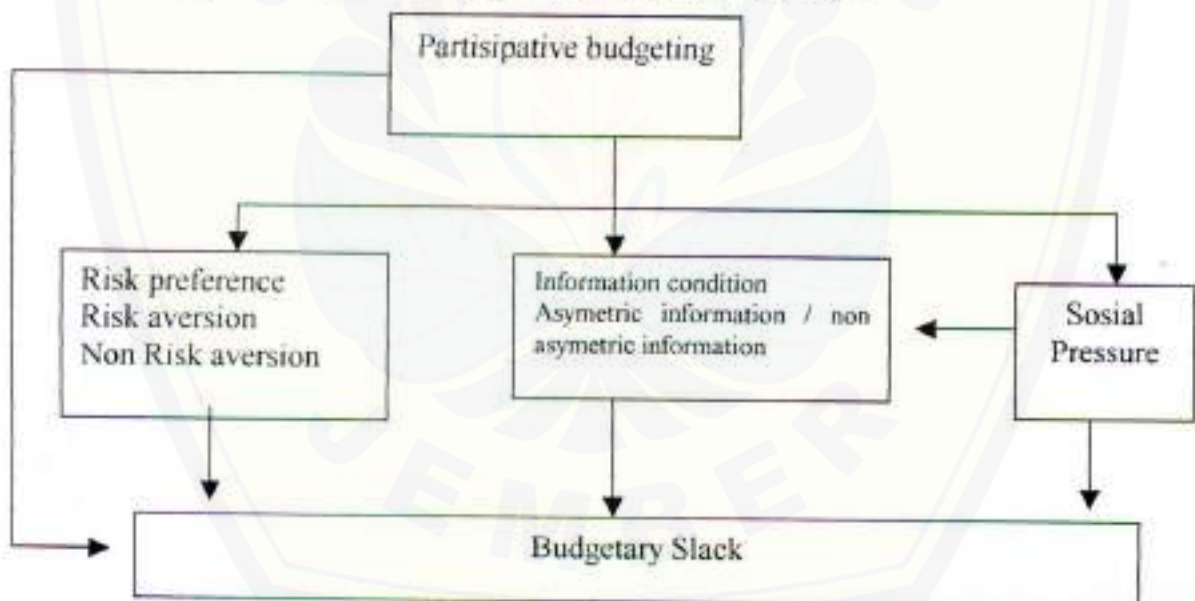 Partisipative budgeting
Risk preference
Risk aversion
Non Risk aversion
Information condition
Asymetric information / non
asymetric information
Sosial
Pressure
JEMBER
Budgetary Slack